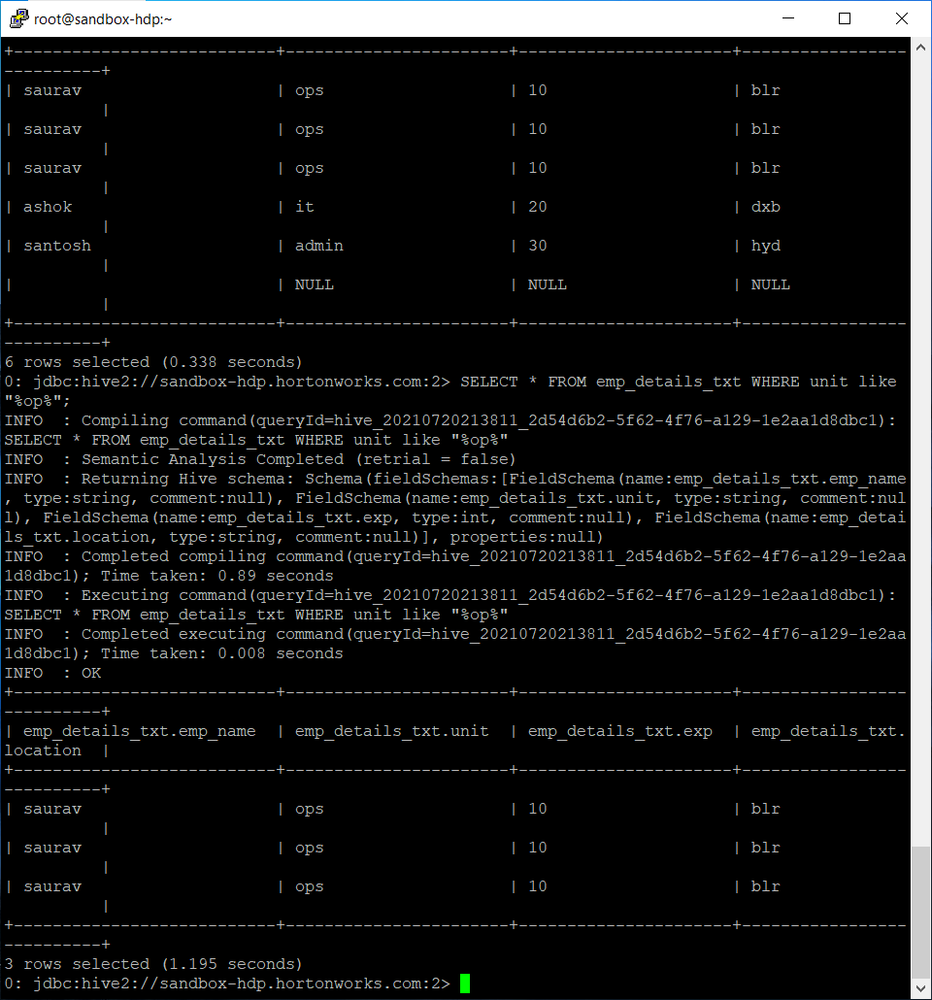 root@sandbox-hdp:~
+---------------------------+-----------------------+----------------------+-----------------
----------+
| saurav                    | ops                   | 10                   | blr
          |
| saurav                    | ops                   | 10                   | blr
          |
| saurav                    | ops                   | 10                   | blr
          |
| ashok                     | it                    | 20                   | dxb
          |
| santosh                   | admin                 | 30                   | hyd
          |
|                           | NULL                  | NULL                 | NULL
          |
+---------------------------+-----------------------+----------------------+-----------------
----------+
6 rows selected (0.338 seconds)
0: jdbc:hive2://sandbox-hdp.hortonworks.com:2> SELECT * FROM emp_details_txt WHERE unit like
"%op%";
INFO  : Compiling command(queryId=hive_20210720213811_2d54d6b2-5f62-4f76-a129-1e2aa1d8dbc1):
SELECT * FROM emp_details_txt WHERE unit like "%op%"
INFO  : Semantic Analysis Completed (retrial = false)
INFO  : Returning Hive schema: Schema(fieldSchemas:[FieldSchema(name:emp_details_txt.emp_name
, type:string, comment:null), FieldSchema(name:emp_details_txt.unit, type:string, comment:nul
l), FieldSchema(name:emp_details_txt.exp, type:int, comment:null), FieldSchema(name:emp_detai
ls_txt.location, type:string, comment:null)], properties:null)
INFO  : Completed compiling command(queryId=hive_20210720213811_2d54d6b2-5f62-4f76-a129-1e2aa
1d8dbc1); Time taken: 0.89 seconds
INFO  : Executing command(queryId=hive_20210720213811_2d54d6b2-5f62-4f76-a129-1e2aa1d8dbc1):
SELECT * FROM emp_details_txt WHERE unit like "%op%"
INFO  : Completed executing command(queryId=hive_20210720213811_2d54d6b2-5f62-4f76-a129-1e2aa
1d8dbc1); Time taken: 0.008 seconds
INFO  : OK
+---------------------------+-----------------------+----------------------+-----------------
----------+
| emp_details_txt.emp_name  | emp_details_txt.unit  | emp_details_txt.exp  | emp_details_txt.
location  |
+---------------------------+-----------------------+----------------------+-----------------
----------+
| saurav                    | ops                   | 10                   | blr
          |
| saurav                    | ops                   | 10                   | blr
          |
| saurav                    | ops                   | 10                   | blr
          |
+---------------------------+-----------------------+----------------------+-----------------
----------+
3 rows selected (1.195 seconds)
0: jdbc:hive2://sandbox-hdp.hortonworks.com:2>